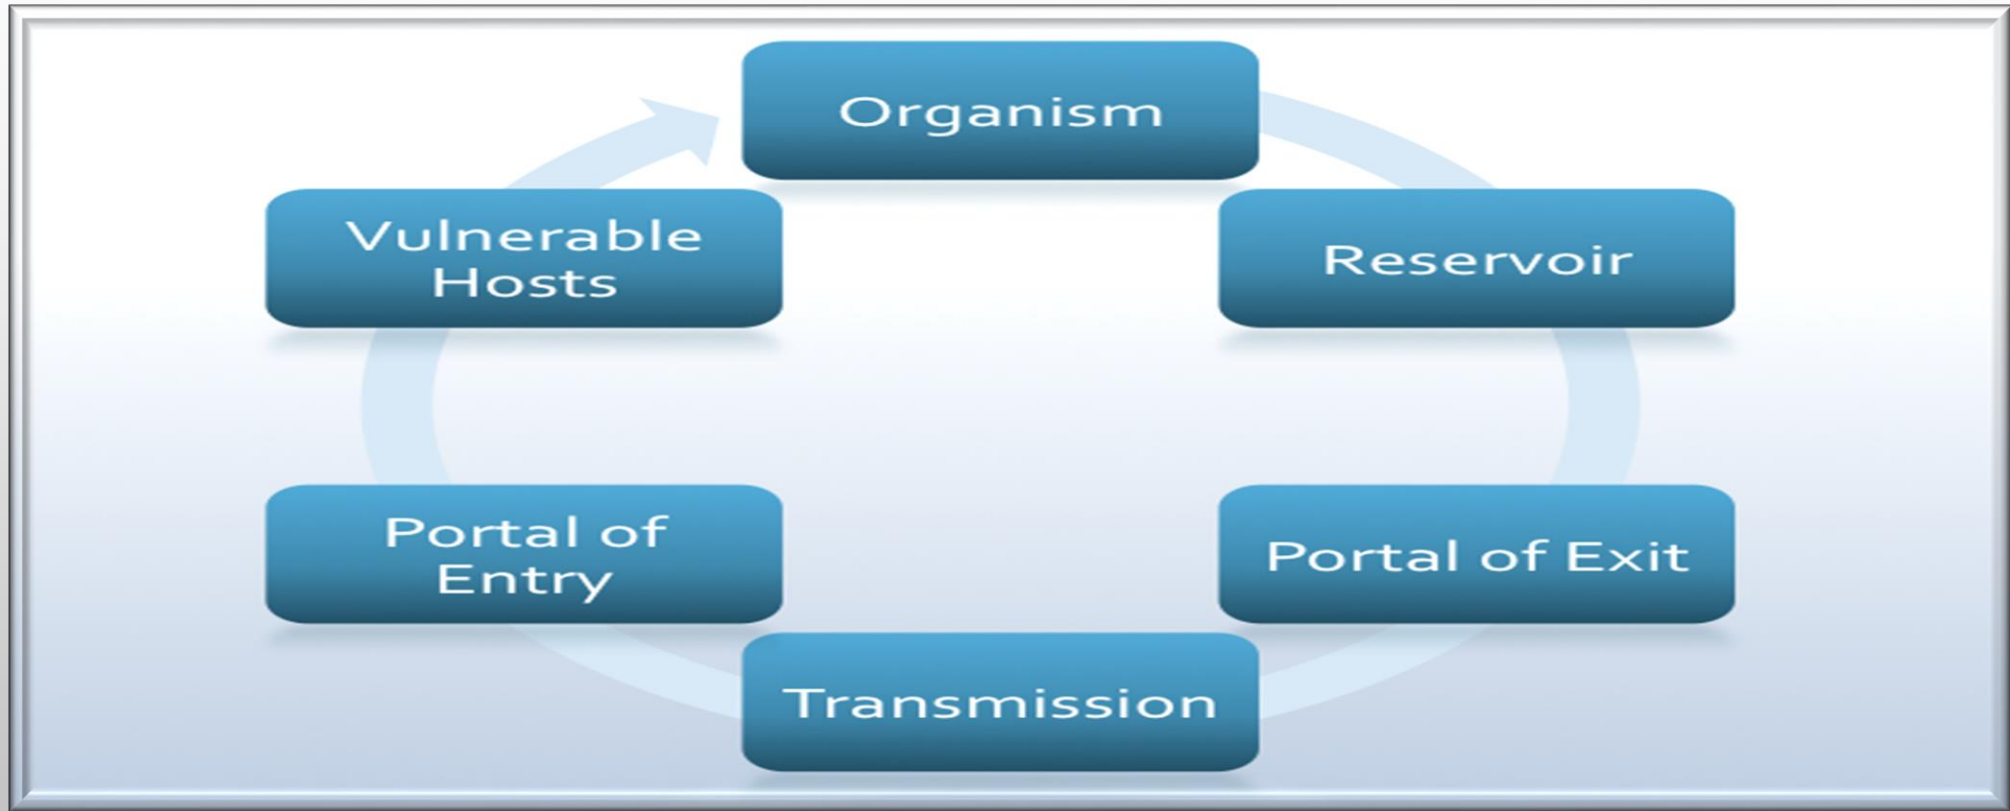 Organism
Reservoir
Portal of Exit
Transmission
Portal of
Entry
Vulnerable
Hosts